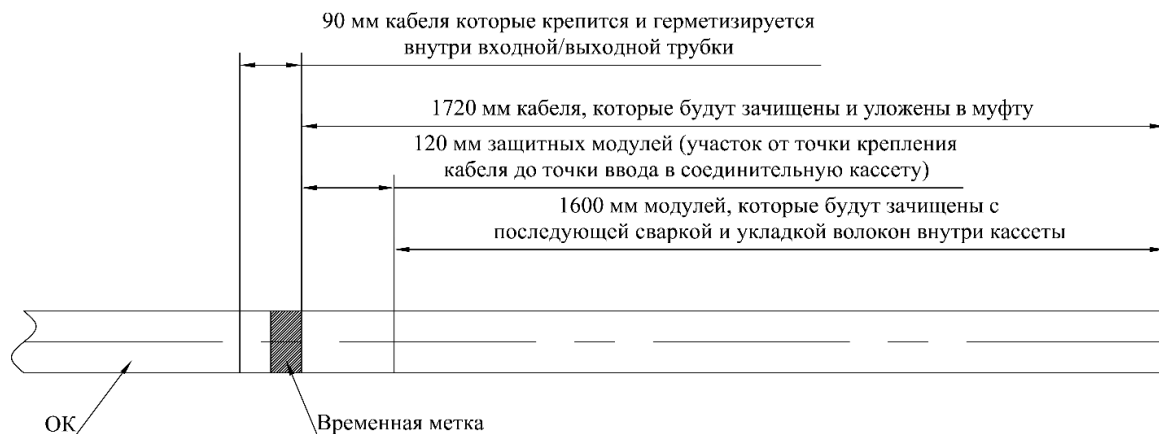 90 мм кабеля которые крепится и герметизируется
внутри входной/выходной трубки
1720 мм кабеля, которые будут зачищены и уложены в муфту
120 мм защитных модулей (участок от точки крепления
кабеля до точки ввода в соединительную кассету)
1600 мм модулей, которые будут зачищены с
последующей сваркой и укладкой волокон внутри кассеты
ОК
Временная метка